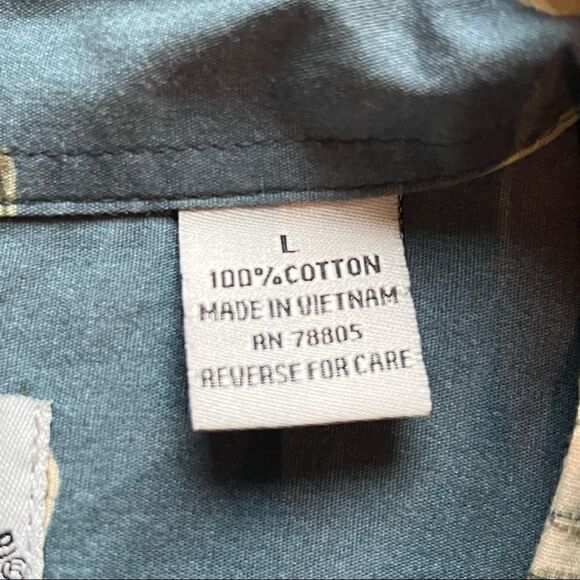 L
100% COTTON
MADE IN VIETNAM
RN 78805
REVERSE FOR CARE